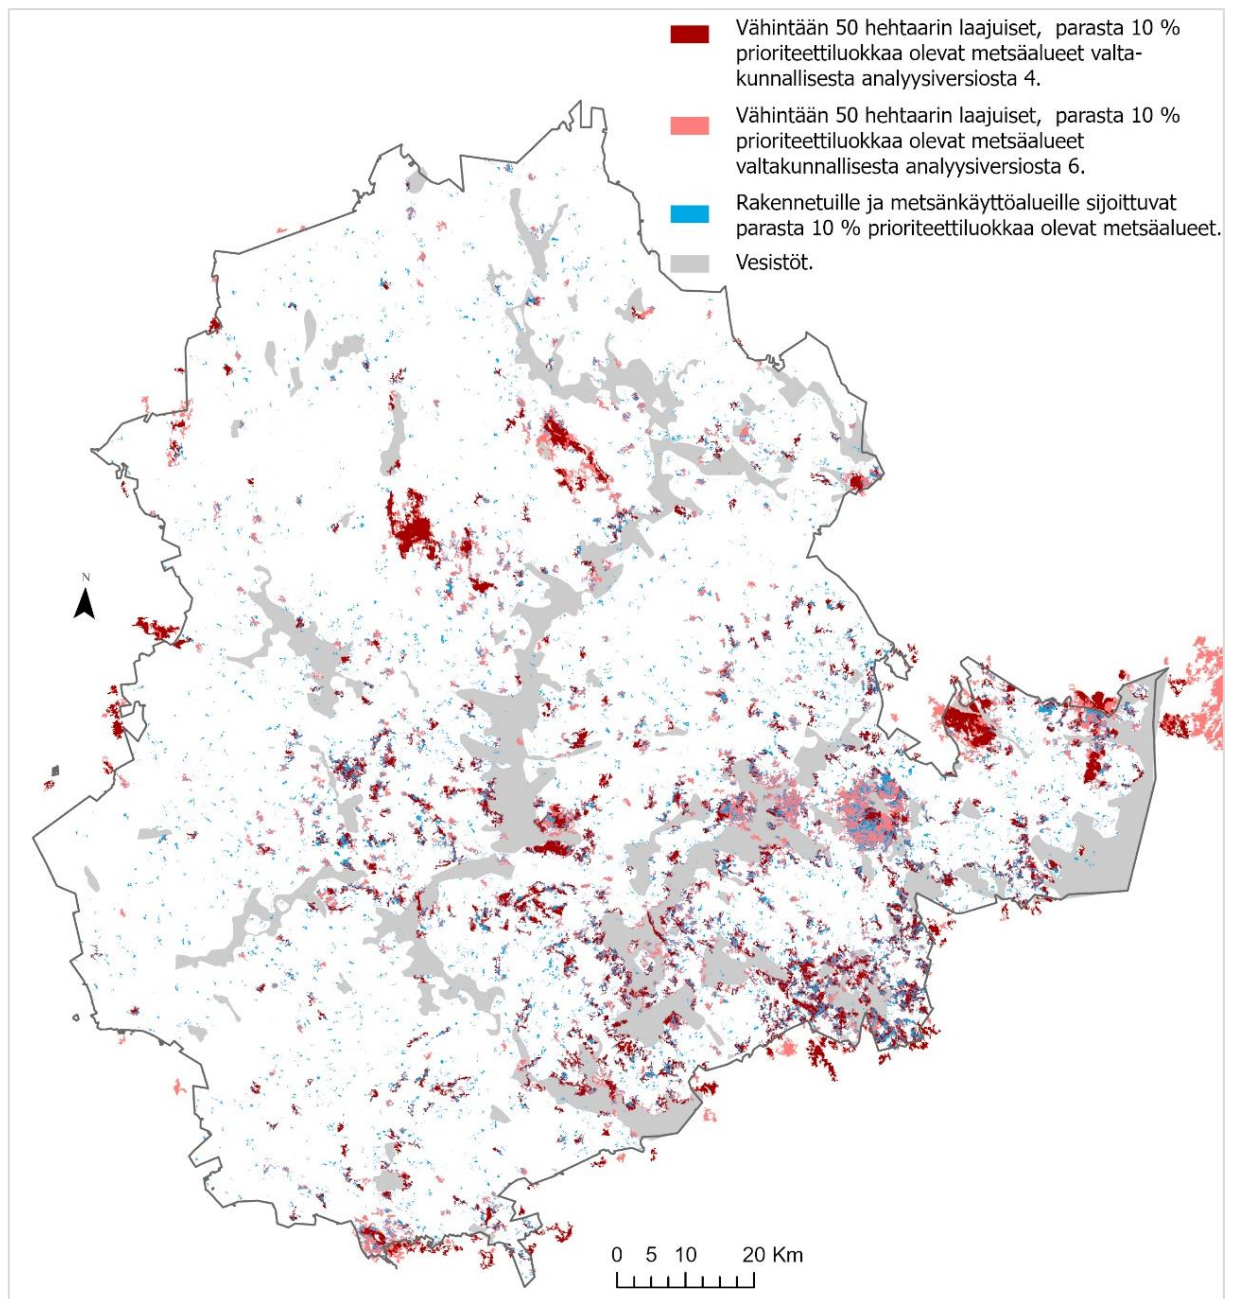 Vähintään 50 hehtaarin laajuiset, parasta 10 %
prioriteettiluokkaa olevat metsäalueet valta-
kunnallisesta analyysiversiosta 4.
Vähintään 50 hehtaarin laajuiset, parasta 10 %
prioriteettiluokkaa olevat metsäalueet
valtakunnallisesta analyysiversiosta 6.
Rakennetuille ja metsänkäyttöalueille sijoittuvat
parasta 10 % prioriteettiluokkaa olevat metsäalueet.
Vesistöt.
N
0 5 10 20 Km